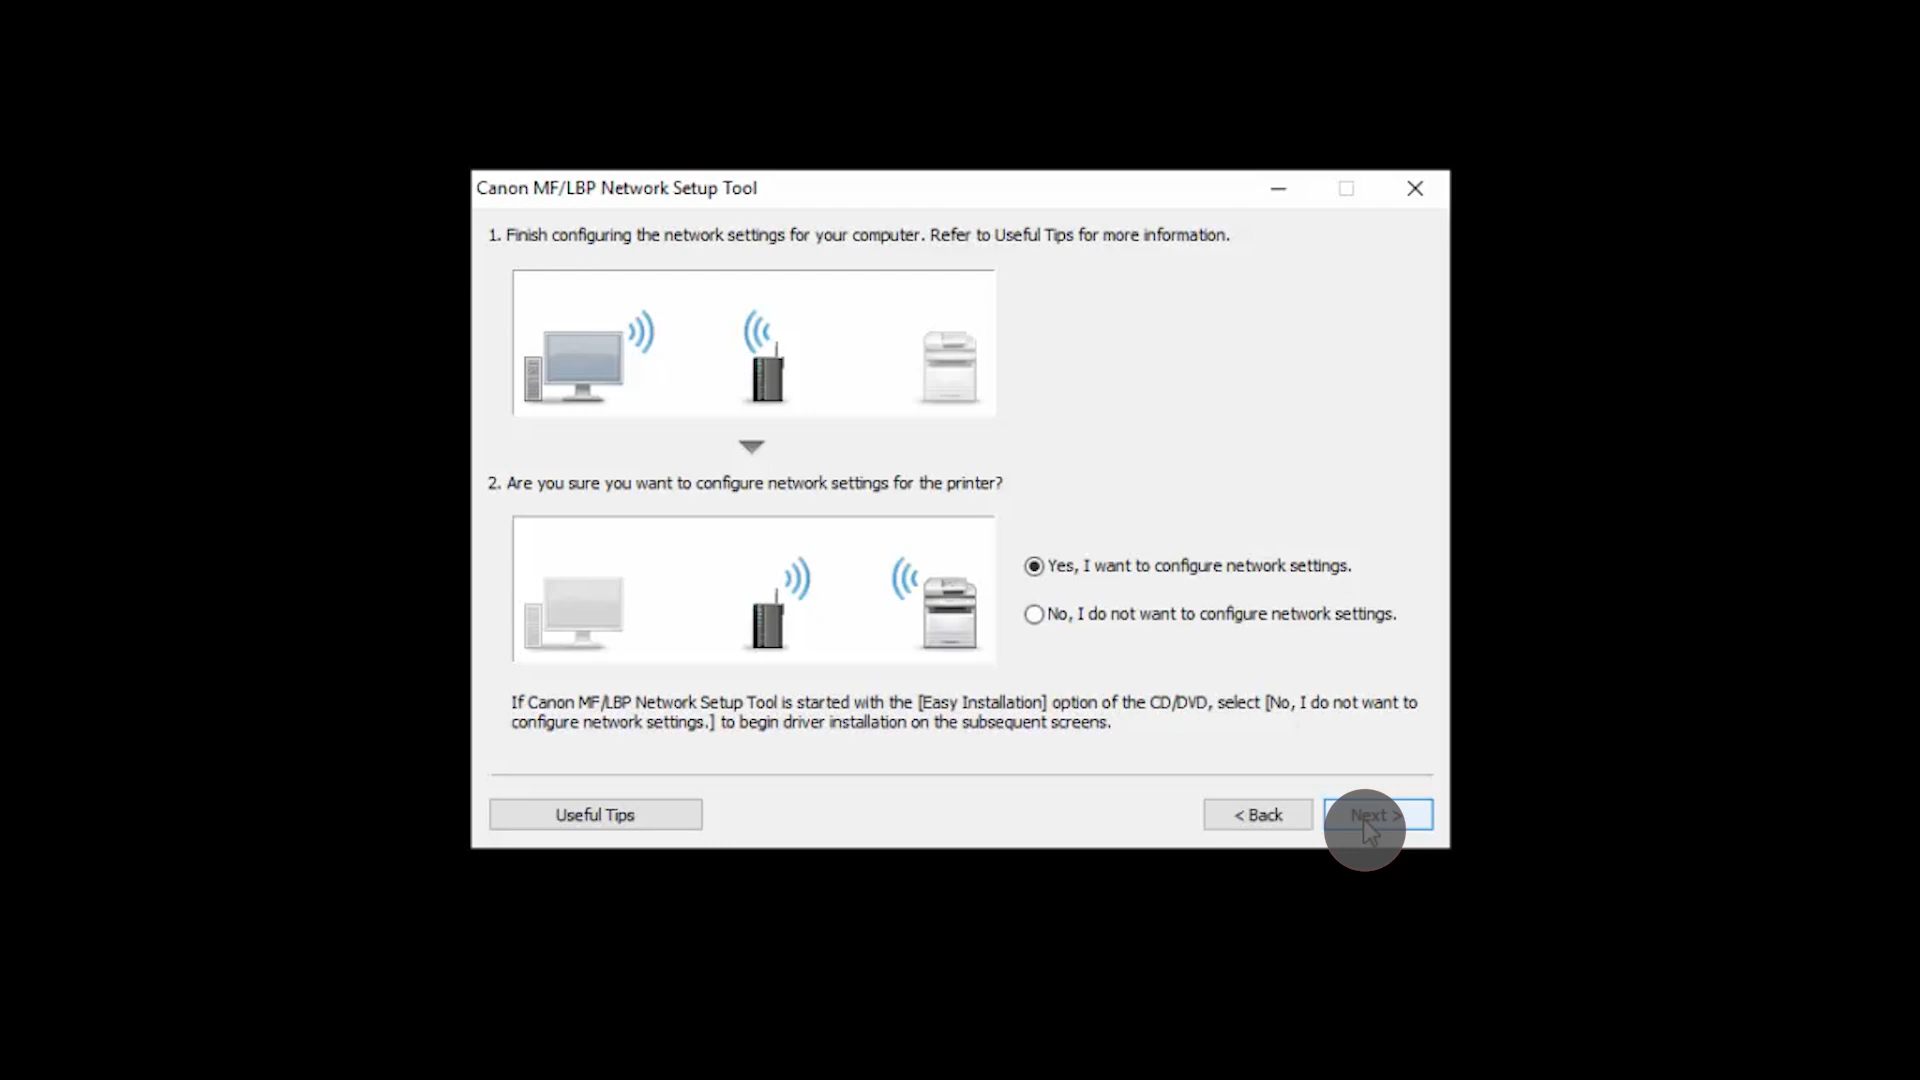 Canon MF/LBP Network Setup Tool
1. Finish configuring the network settings for your computer. Refer to Useful Tips for more information.
2. Are you sure you want to configure network settings for the printer?
Yes, I want to configure network settings.
No, I do not want to configure network settings.
If Canon MF/LBP Network Setup Tool is started with the [Easy Installation] option of the CD/DVD, select [No, I do not want to
configure network settings.] to begin driver installation on the subsequent screens.
Useful Tips
< Back
Next >